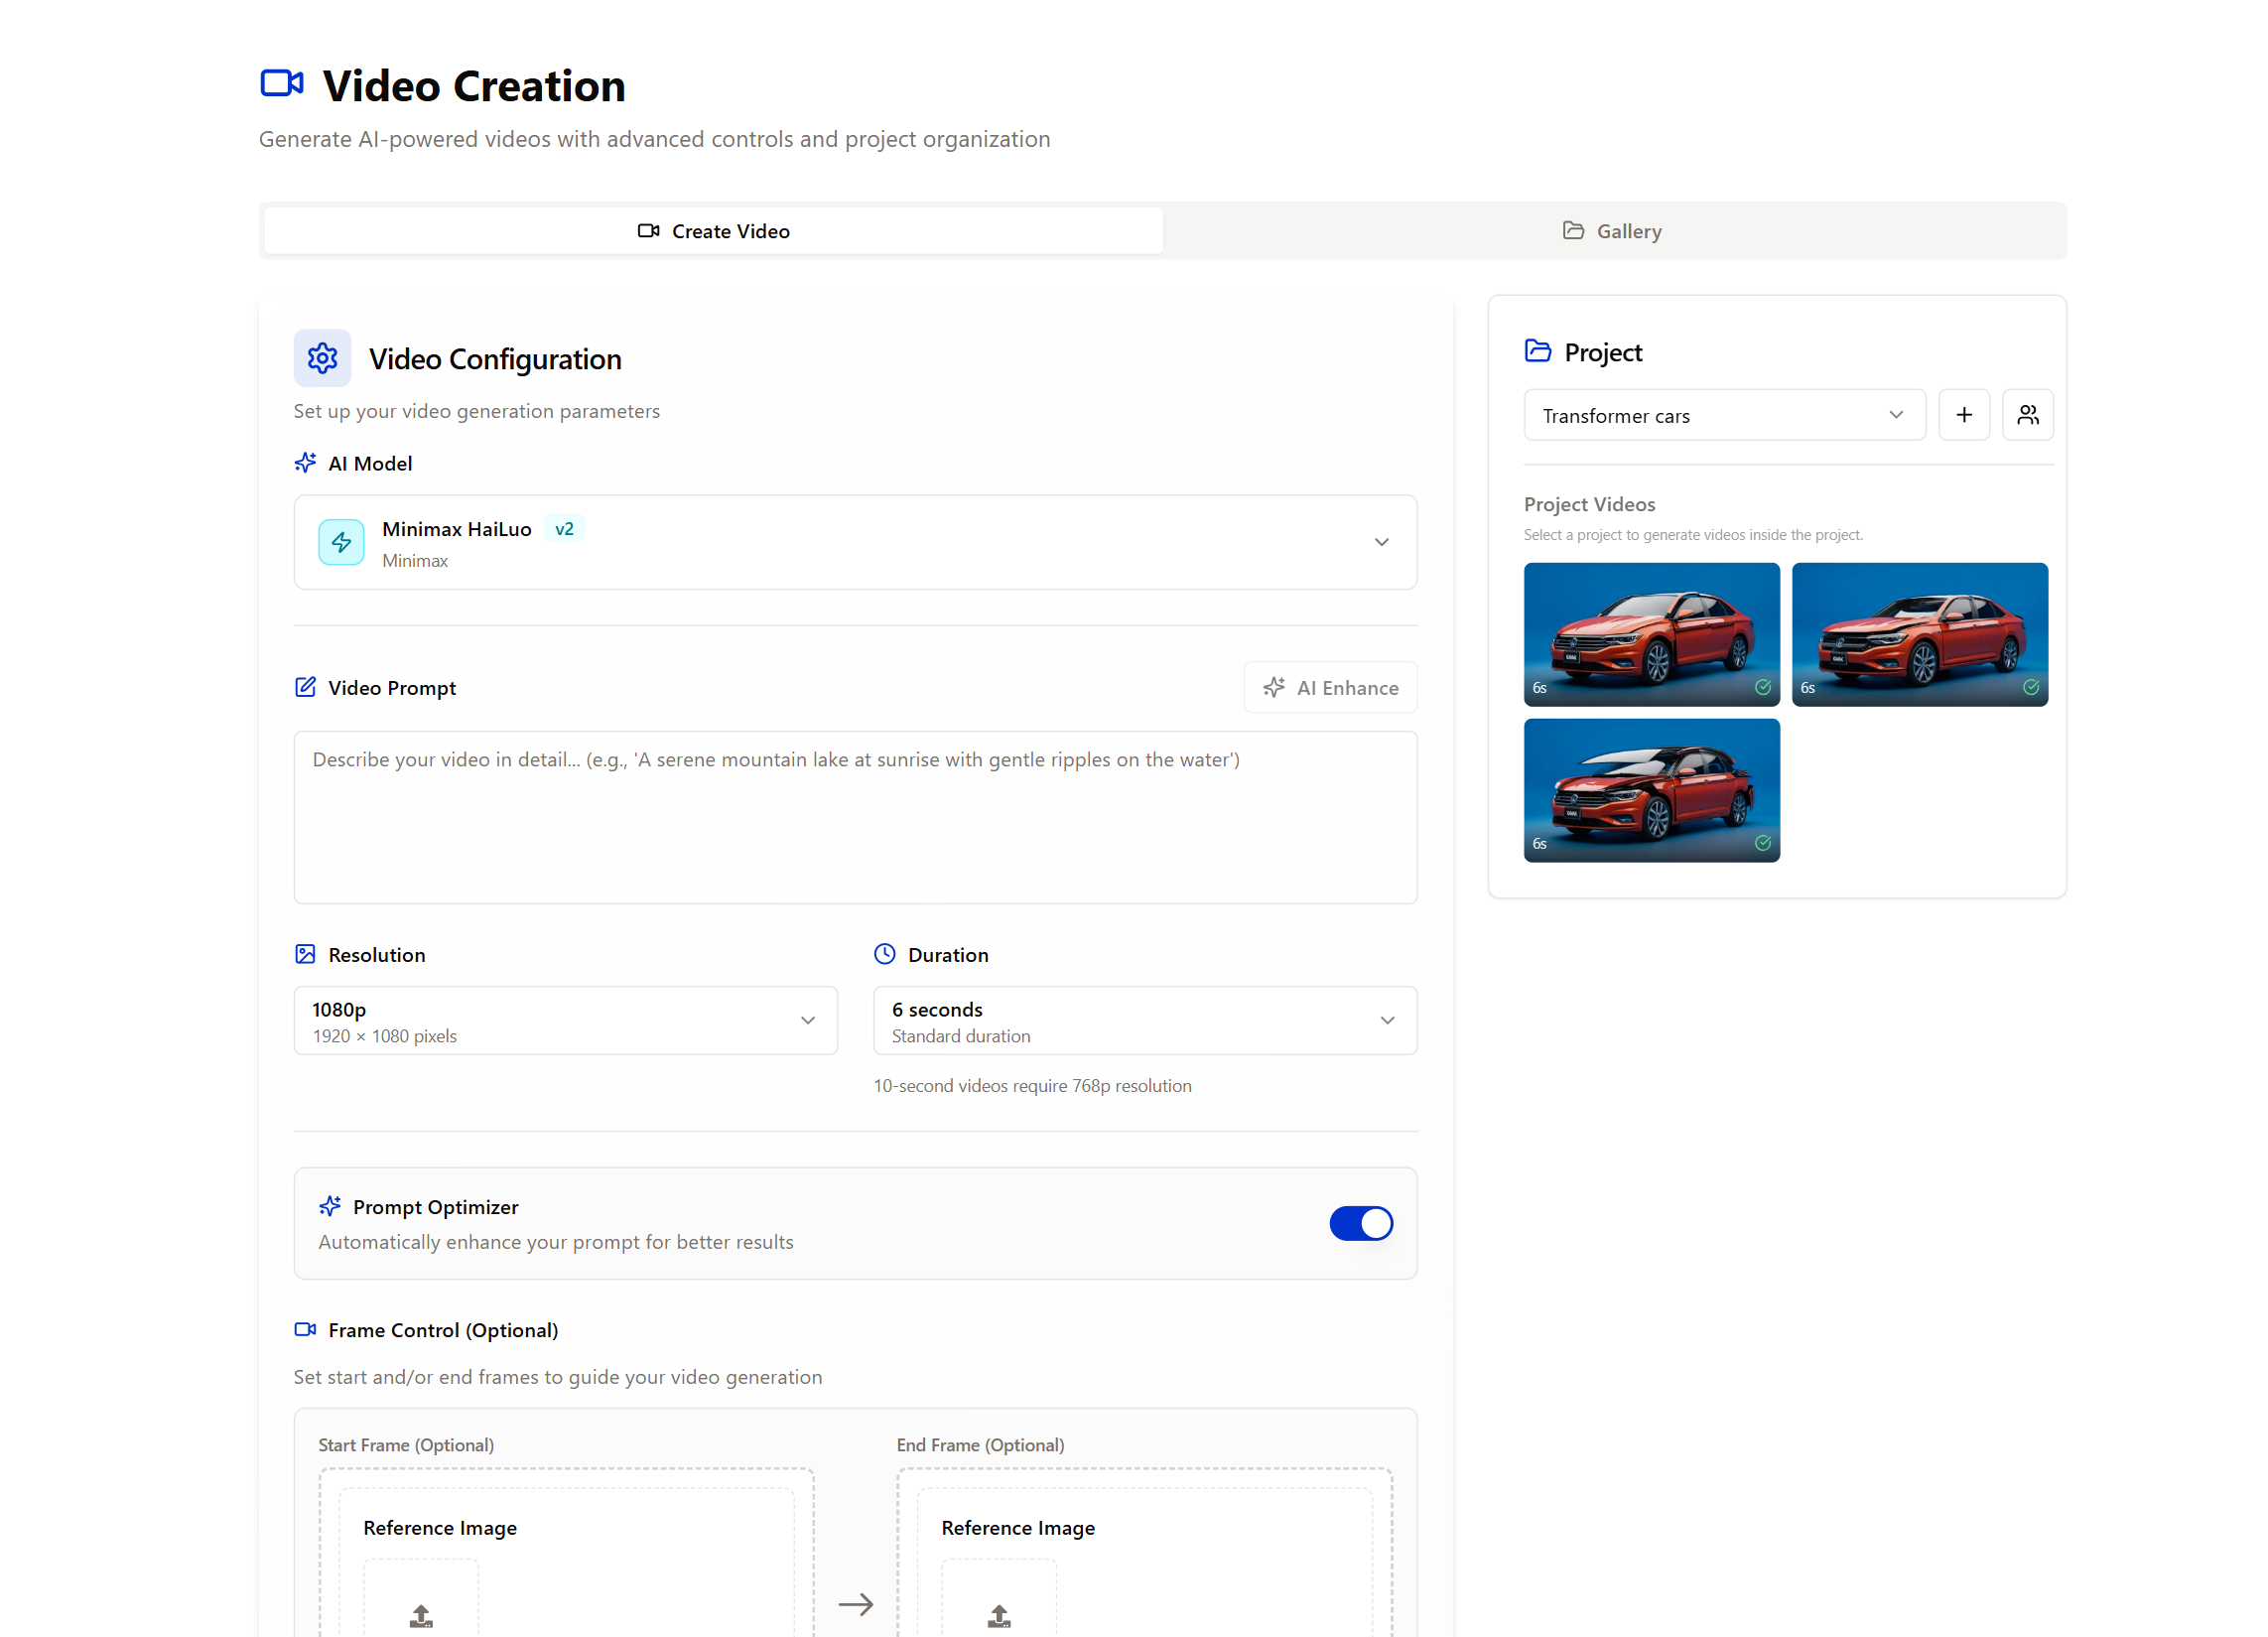 Video Creation
Generate AI-powered videos with advanced controls and project organization
Create Video
Gallery
Video Configuration
Set up your video generation parameters
AI Model
Minimax HaiLuo v2
Minimax
Video Prompt
AI Enhance
Describe your video in detail... (e.g., 'A serene mountain lake at sunrise with gentle ripples on the water')
Resolution
1080p
1920 × 1080 pixels
Duration
6 seconds
Standard duration
10-second videos require 768p resolution
Prompt Optimizer
Automatically enhance your prompt for better results
Frame Control (Optional)
Set start and/or end frames to guide your video generation
Start Frame (Optional)
Reference Image
End Frame (Optional)
Reference Image
Project
Transformer cars
Project Videos
Select a project to generate videos inside the project.
6s
6s
6s